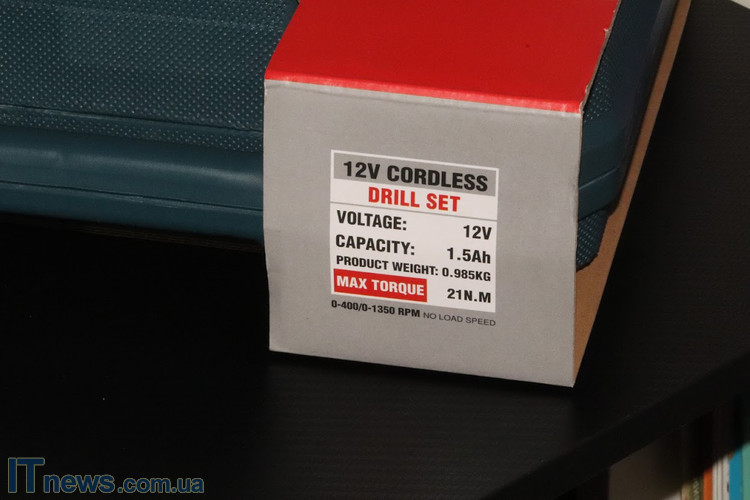 12V CORDLESS
DRILL SET
VOLTAGE: 12V
CAPACITY: 1.5Ah
PRODUCT WEIGHT: 0.985KG
MAX TORQUE 21N.M
0-400/0-1350 RPM NO LOAD SPEED
ITnews.com.ua